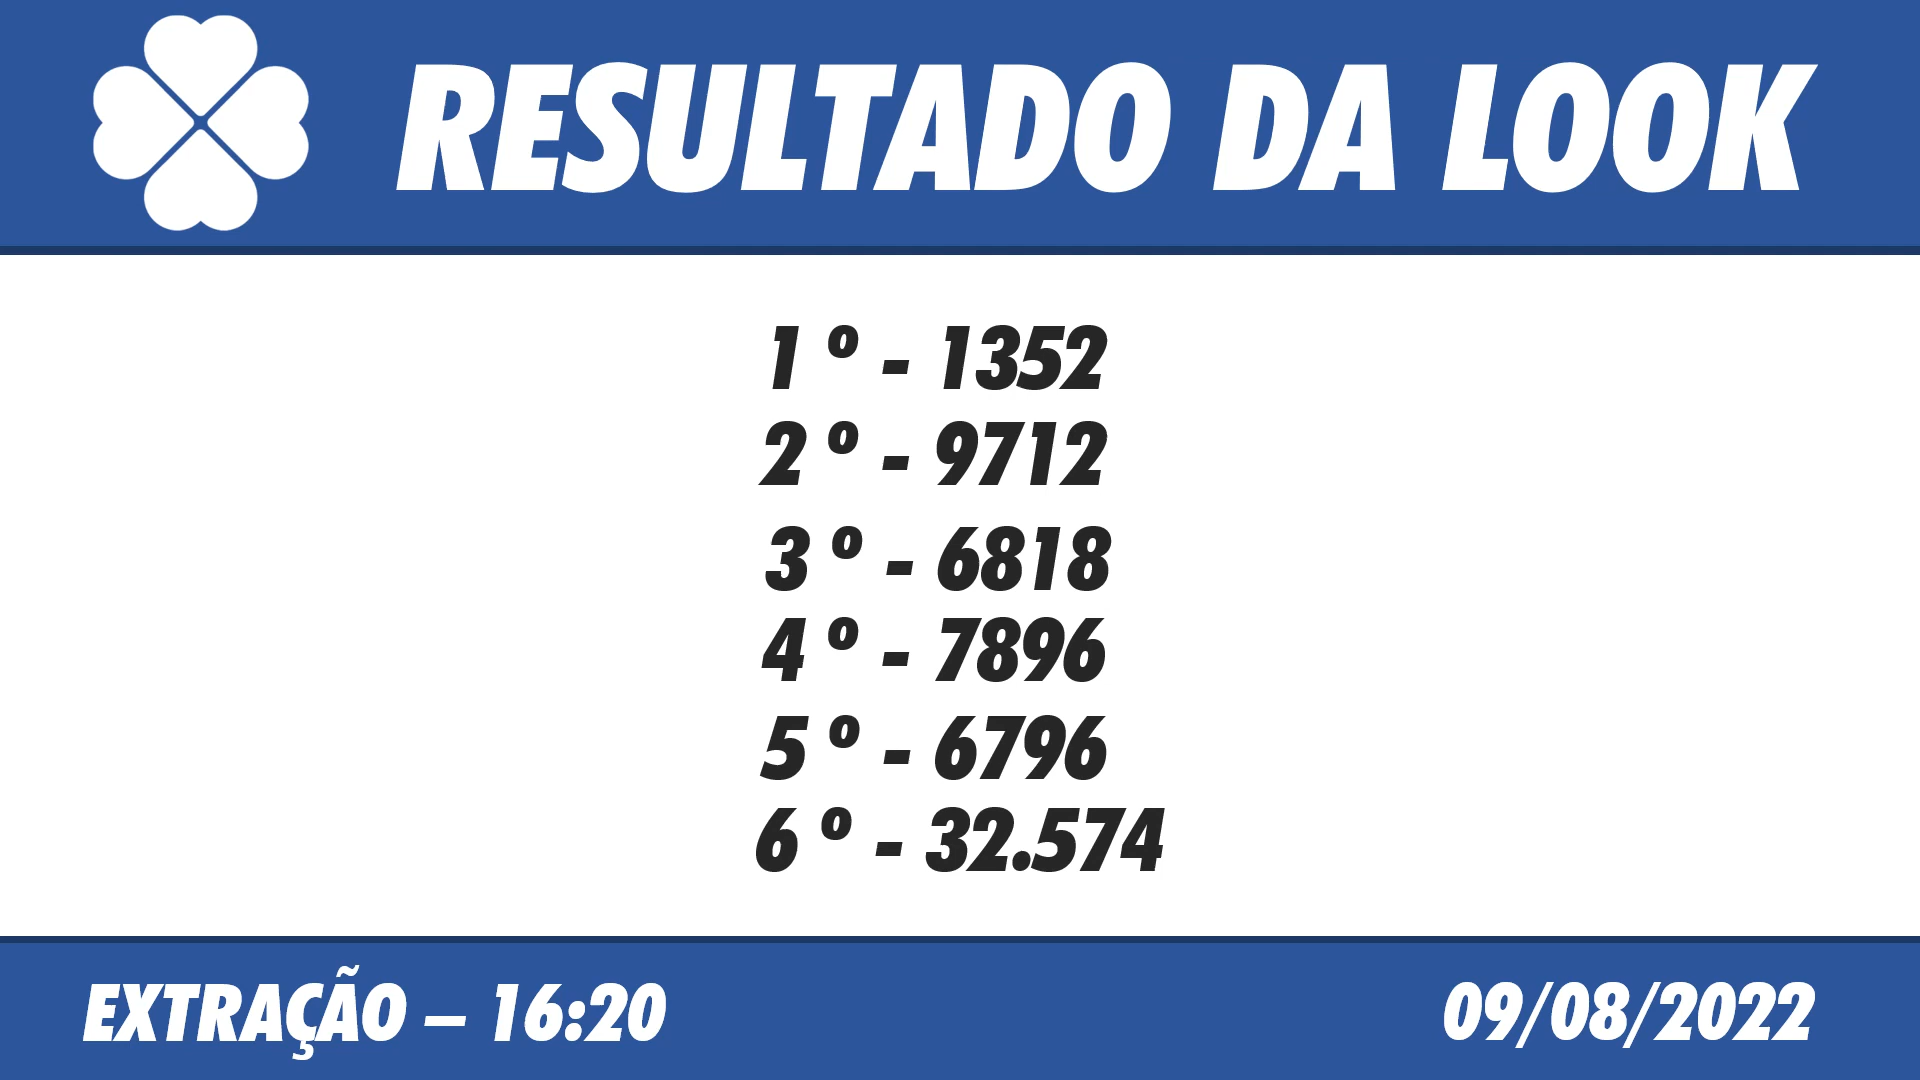 RESULTADO DA LOOK
1 º - 1352
2 º - 9712
3 º - 6818
4 º - 7896
5 º - 6796
6 º - 32.574
EXTRAÇÃO – 16:20
09/08/2022